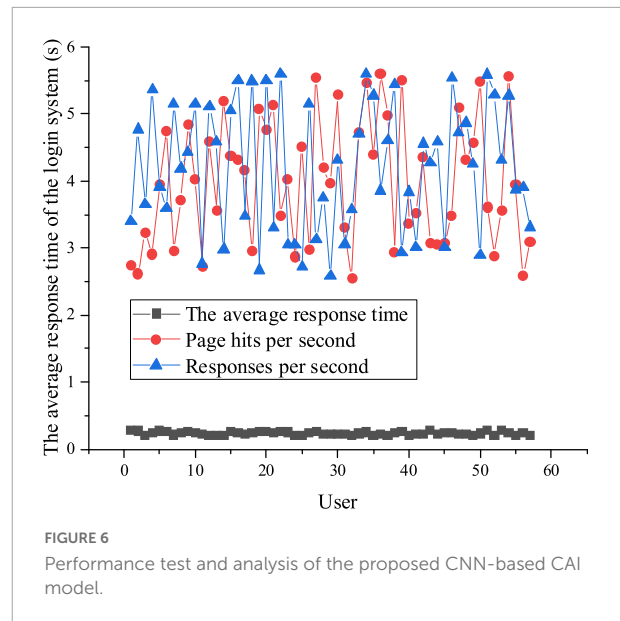 The average response time of the login system (s)
6
5
4
3
2
1
0
The average response time
Page hits per second
Responses per second
0 10 20 30 40 50 60
User
FIGURE 6
Performance test and analysis of the proposed CNN-based CAI
model.